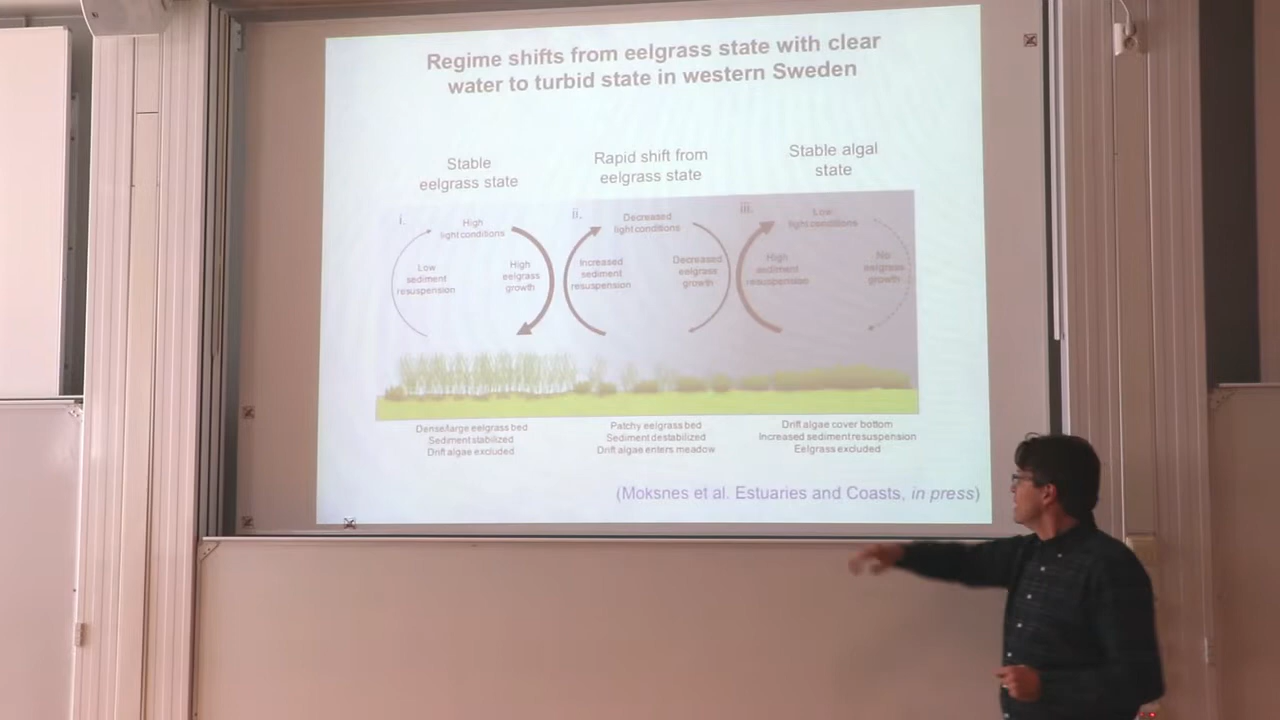 Regime shifts from eelgrass state with clear
water to turbid state in western Sweden
Stable
eelgrass state
Rapid shift from
eelgrass state
Stable algal
state
i.
High
light conditions
Low
sediment
resuspension
High
eelgrass
growth
ii.
Decreased
light conditions
Increased
sediment
resuspension
Decreased
eelgrass
growth
iii.
Low
light conditions
High
sediment
resuspension
No
eelgrass
growth
Dense/large eelgrass bed
Sediment stabilized
Drift algae excluded
Patchy eelgrass bed
Sediment destabilized
Drift algae enters meadow
Drift algae cover bottom
Increased sediment resuspension
Eelgrass excluded
(Moksnes et al. Estuaries and Coasts, in press)